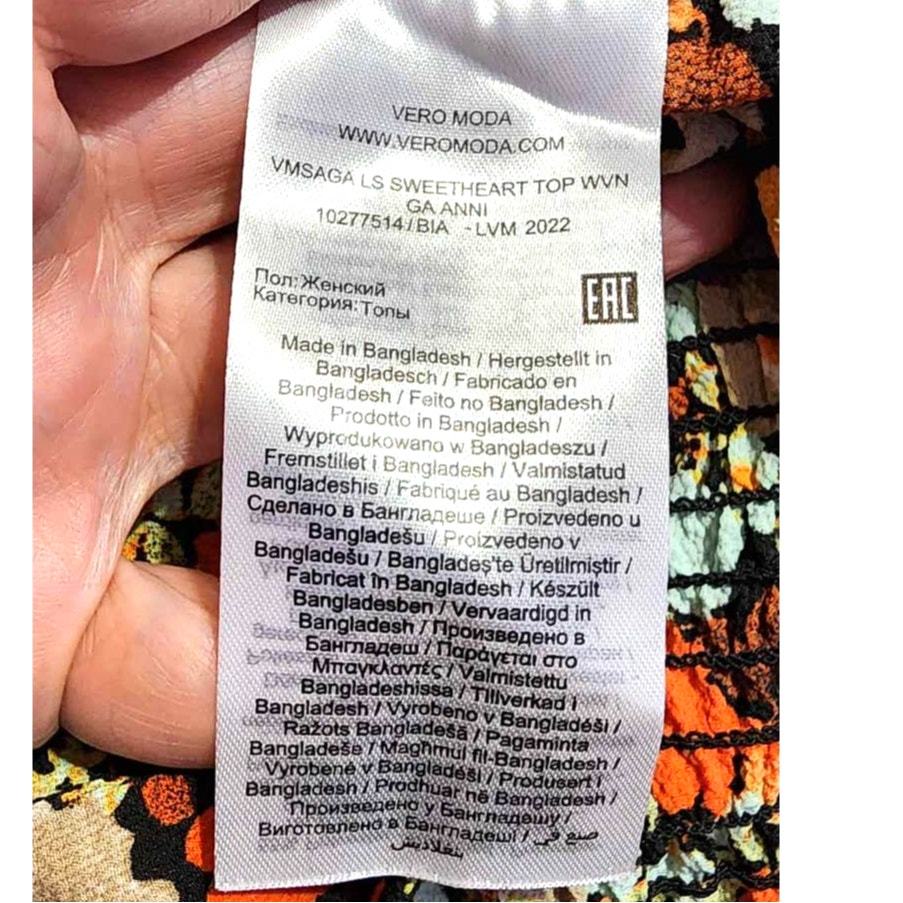 VERO MODA
WWW.VEROMODA.COM
VMSAGA LS SWEETHEART TOP WVN
GA ANNI
10277514/BIA - LVM 2022
Пол: Женский
Категория: Топы
EAC
Made in Bangladesh / Hergestellt in
Bangladesch / Fabricado en
Bangladesh / Feito no Bangladesh /
Prodotto in Bangladesh /
Wyprodukowano w Bangladeszu /
Fremstillet i Bangladesh / Valmistatud
Bangladeshis / Fabriqué au Bangladesh /
Сделано в Бангладеше / Proizvedeno u
Bangladešu / Proizvedeno v
Bangladešu / Bangladeş'te Üretilmiştir /
Fabricat în Bangladesh / Készült
Bangladesben / Vervaardigd in
Bangladesh / Произведено в
Бангладеш / Παράγεται στο
Μπαγκλαντές / Valmistettu
Bangladeshissa / Tillverkad i
Bangladesh / Vyrobeno v Bangladéši /
Ražots Bangladešā / Pagaminta
Bangladeše / Magħmul fil-Bangladesh /
Vyrobené v Bangladéši / Produsert i
Bangladesh / Prodhuar në Bangladesh /
Произведено у Бангладешу /
Виготовлено в Бангладеші / صنع في
بنغلاديش